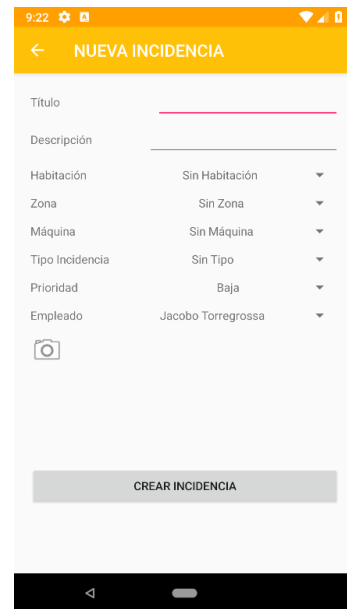 9:22
NUEVA INCIDENCIA
Título
Descripción
Habitación Sin Habitación
Zona Sin Zona
Máquina Sin Máquina
Tipo Incidencia Sin Tipo
Prioridad Baja
Empleado Jacobo Torregrossa
CREAR INCIDENCIA